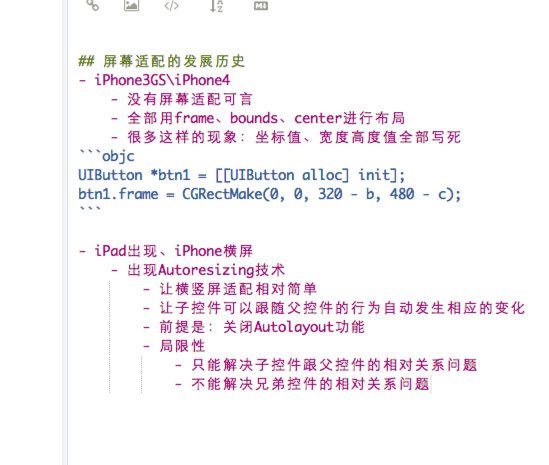 ## 屏幕适配的发展历史
- iPhone3GS\iPhone4
    - 没有屏幕适配可言
    - 全部用frame、bounds、center进行布局
    - 很多这样的现象：坐标值、宽度高度值全部写死
```objc
UIButton *btn1 = [[UIButton alloc] init];
btn1.frame = CGRectMake(0, 0, 320 - b, 480 - c);
```
- iPad出现、iPhone横屏
    - 出现Autoresizing技术
        - 让横竖屏适配相对简单
        - 让子控件可以跟随父控件的行为自动发生相应的变化
        - 前提是：关闭Autolayout功能
        - 局限性
            - 只能解决子控件跟父控件的相对关系问题
            - 不能解决兄弟控件的相对关系问题